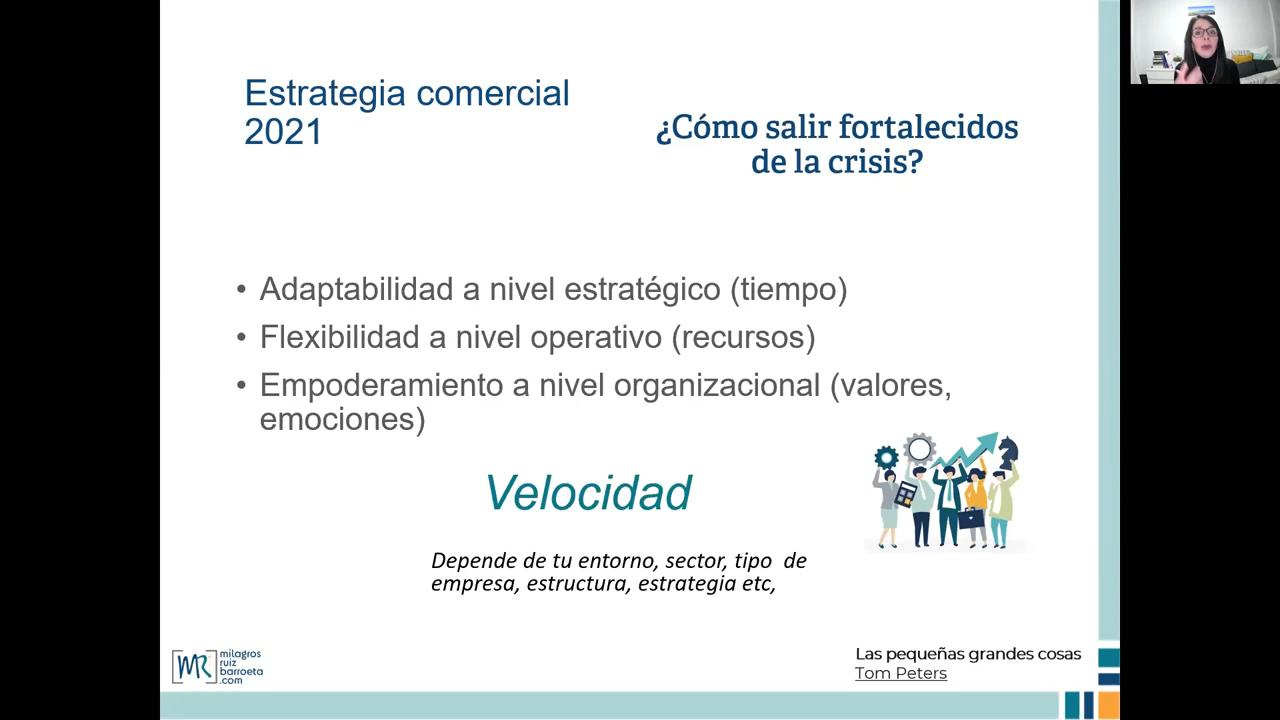 Estrategia comercial
2021
¿Cómo salir fortalecidos
de la crisis?
• Adaptabilidad a nivel estratégico (tiempo)
• Flexibilidad a nivel operativo (recursos)
• Empoderamiento a nivel organizacional (valores,
emociones)
Velocidad
Depende de tu entorno, sector, tipo  de
empresa, estructura, estrategia etc,
MR
milagros
ruiz
barroeta
.com
Las pequeñas grandes cosas
Tom Peters